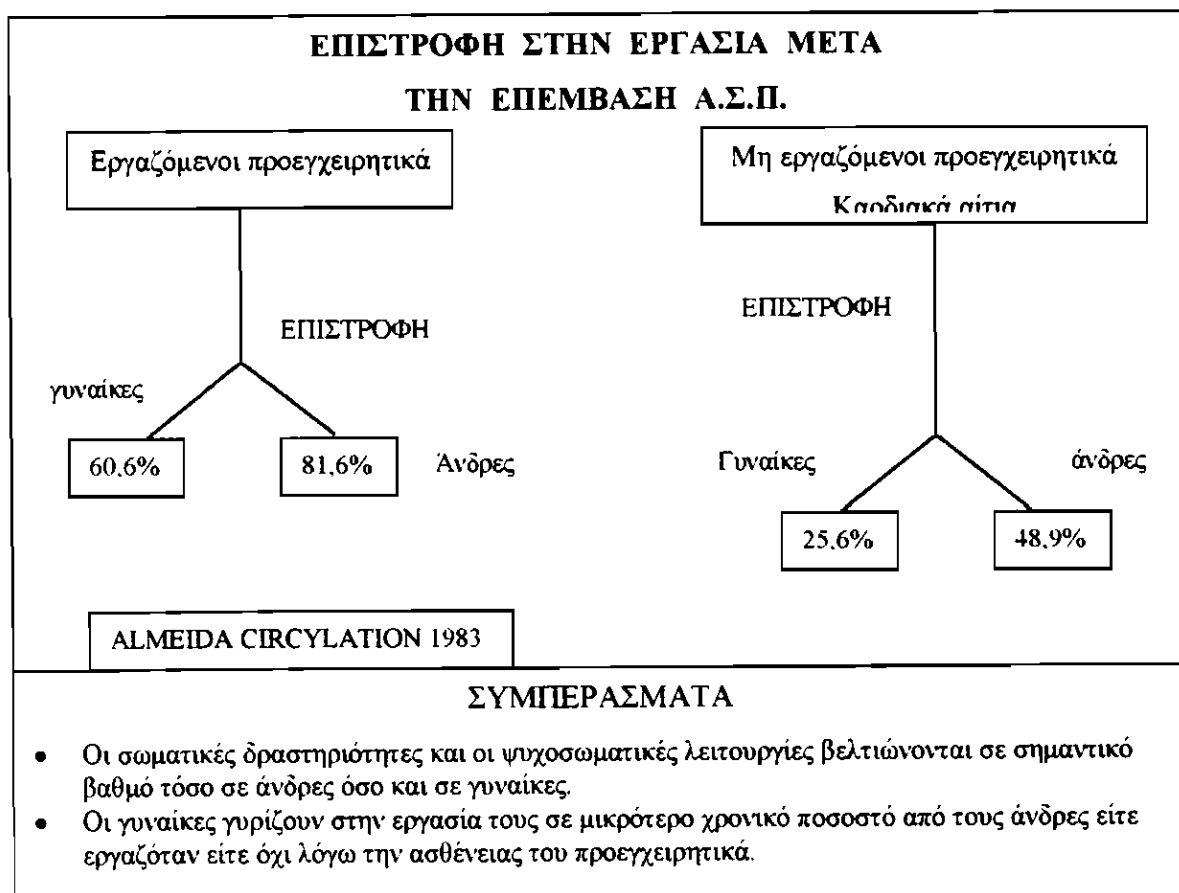 ΕΠΙΣΤΡΟΦΗ ΣΤΗΝ ΕΡΓΑΣΙΑ ΜΕΤΑ
ΤΗΝ ΕΠΕΜΒΑΣΗ Α.Σ.Π.
Εργαζόμενοι προεγχειρητικά
Μη εργαζόμενοι προεγχειρητικά
Καρδιακά αίτια
ΕΠΙΣΤΡΟΦΗ
ΕΠΙΣΤΡΟΦΗ
γυναίκες
60,6%
81,6%
Άνδρες
Γυναίκες
άνδρες
25,6%
48,9%
ALMEIDA CIRCYLATION 1983
ΣΥΜΠΕΡΑΣΜΑΤΑ
• Οι σωματικές δραστηριότητες και οι ψυχοσωματικές λειτουργίες βελτιώνονται σε σημαντικό
βαθμό τόσο σε άνδρες όσο και σε γυναίκες.
• Οι γυναίκες γυρίζουν στην εργασία τους σε μικρότερο χρονικό ποσοστό από τους άνδρες είτε
εργαζόταν είτε όχι λόγω την ασθένειας του προεγχειρητικά.